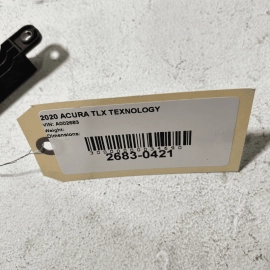 2020 ACURA TLX TEXNOLOGY
VIN: A002683
Weight:
Dimensions:
2683-0421